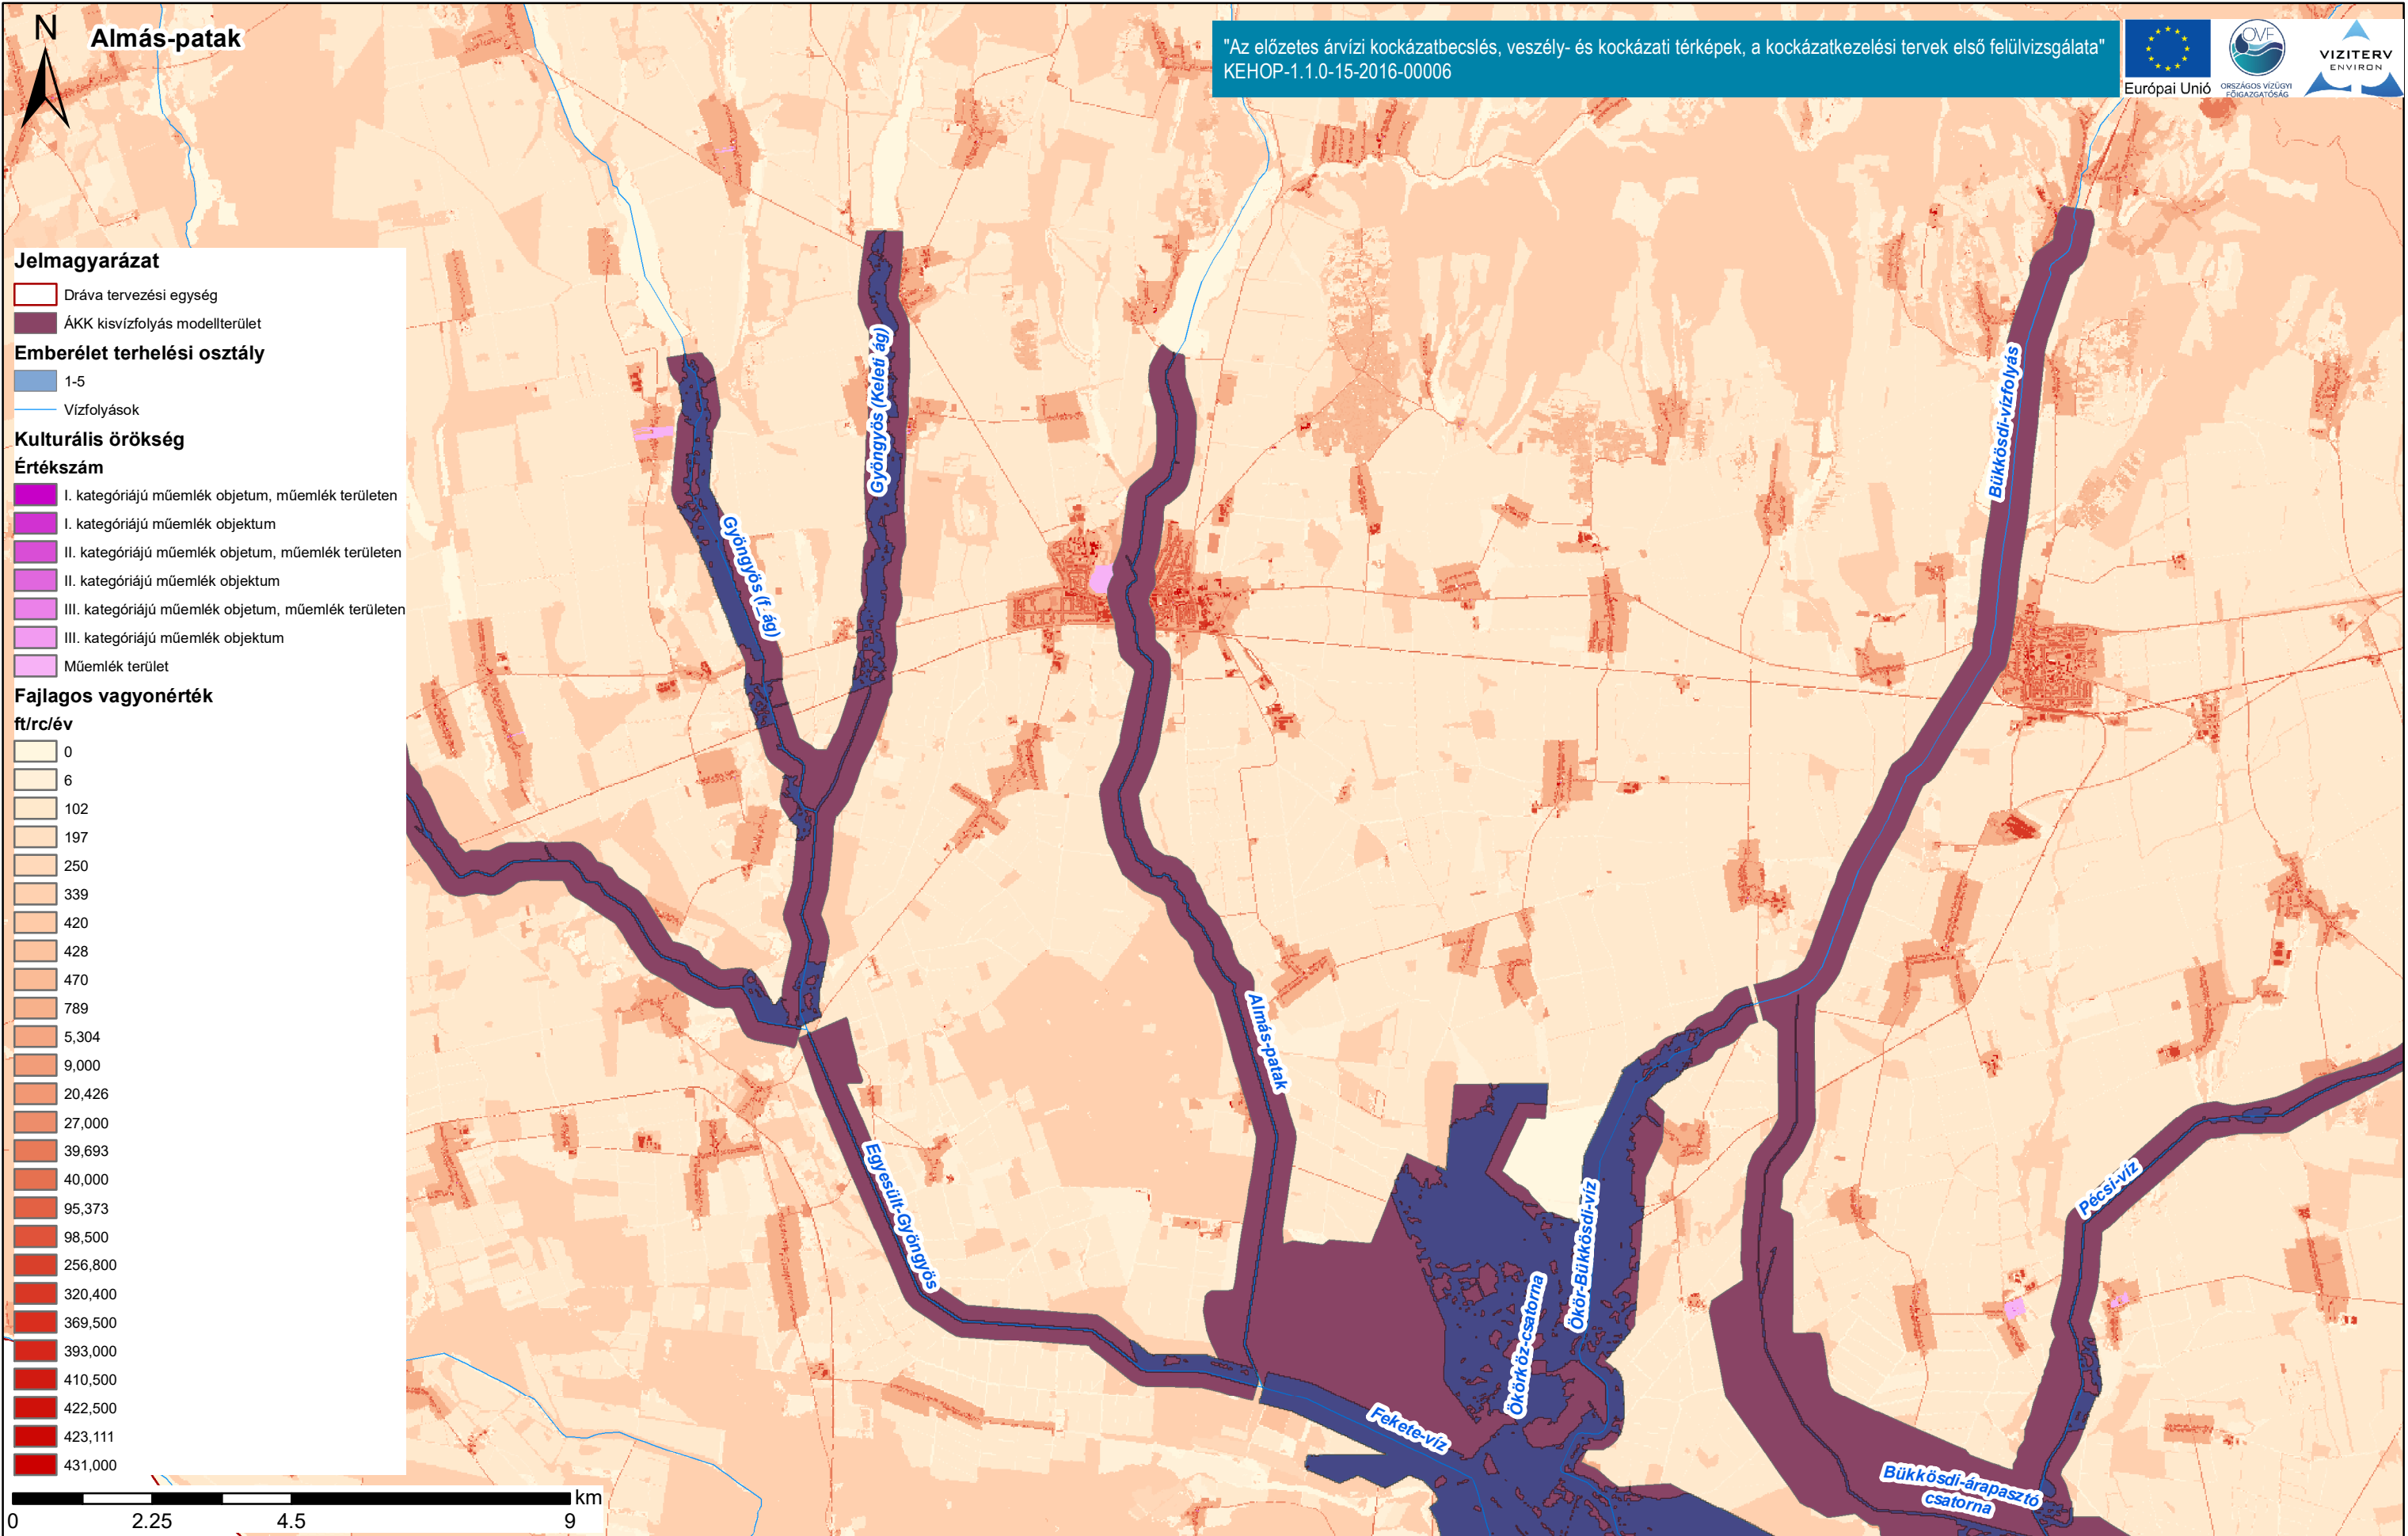 N
Almás-patak
"Az előzetes árvízi kockázatbecslés, veszély- és kockázati térképek, a kockázatkezelési tervek első felülvizsgálata"
KEHOP-1.1.0-15-2016-00006
Európai Unió
OVF
ORSZÁGOS VÍZÜGYI
FŐIGAZGATÓSÁG
VIZITERV
ENVIRON
Jelmagyarázat
Dráva tervezési egység
ÁKK kisvízfolyás modellterület
Emberélet terhelési osztály
1-5
Vízfolyások
Kulturális örökség
Értékszám
I. kategóriájú műemlék objetum, műemlék területen
I. kategóriájú műemlék objektum
II. kategóriájú műemlék objetum, műemlék területen
II. kategóriájú műemlék objektum
III. kategóriájú műemlék objetum, műemlék területen
III. kategóriájú műemlék objektum
Műemlék terület
Fajlagos vagyonérték
ft/rc/év
0
6
102
197
250
339
420
428
470
789
5,304
9,000
20,426
27,000
39,693
40,000
95,373
98,500
256,800
320,400
369,500
393,000
410,500
422,500
423,111
431,000
km
0 2.25 4.5 9
Gyöngyös (f_ág)
Gyöngyös (Keleti ág)
Bükkösdi-vízfolyás
Almás-patak
Egyesült-Gyöngyös
Fekete-víz
Ökörköz-csatorna
Ökör-Bükkösdi-víz
Pécsi-víz
Bükkösdi-árapasztó
csatorna